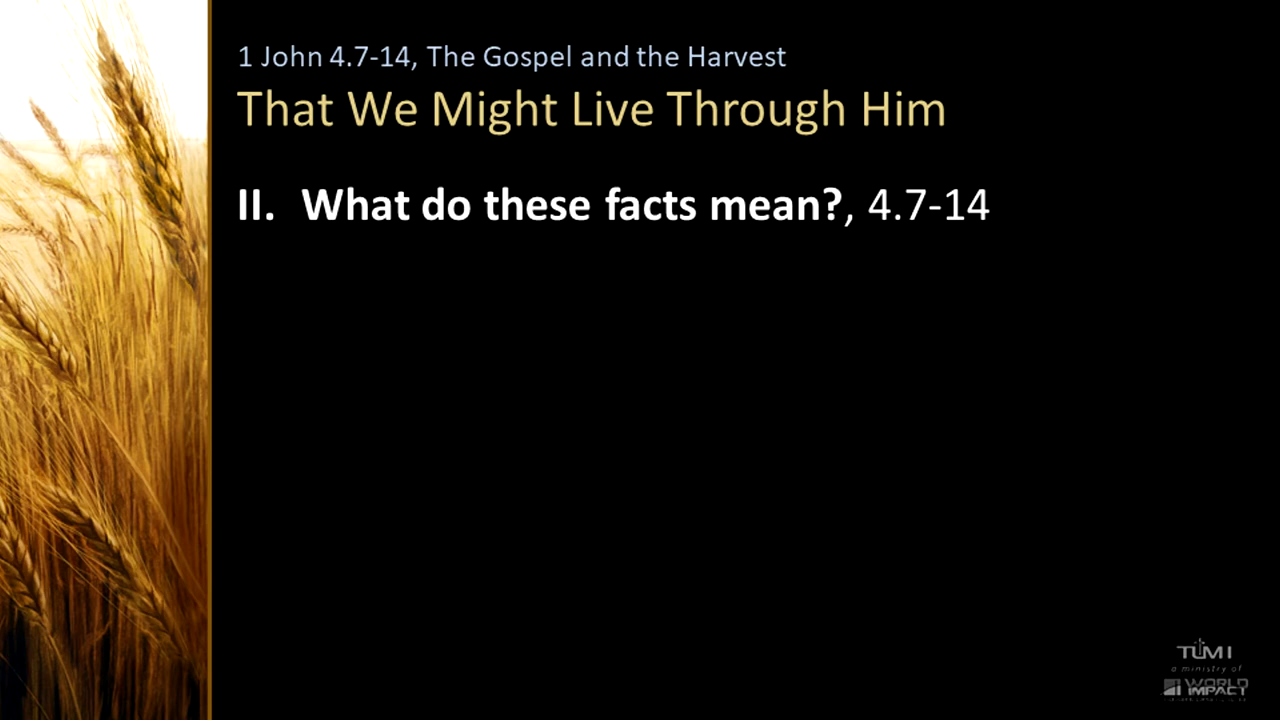 1 John 4.7-14, The Gospel and the Harvest
That We Might Live Through Him
II. What do these facts mean?, 4.7-14
TUMI
a ministry of
WORLD
IMPACT